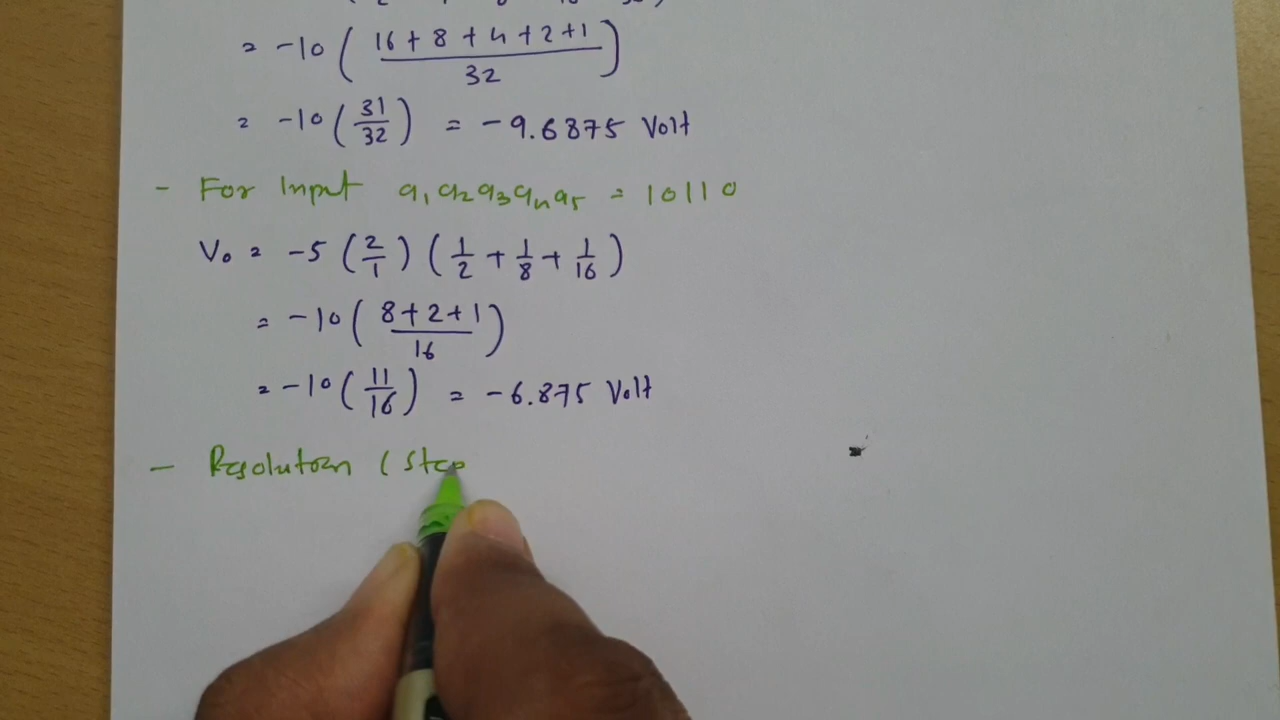 = -10 ( 16 + 8 + 4 + 2 + 1 / 32 )
= -10 ( 31 / 32 ) = -9.6875 Volt
- For Input a1 a2 a3 a4 a5 = 10110
Vo = -5 ( 2 / 1 ) ( 1/2 + 1/8 + 1/16 )
= -10 ( 8 + 2 + 1 / 16 )
= -10 ( 11 / 16 ) = -6.875 Volt
- Resolution ( Step